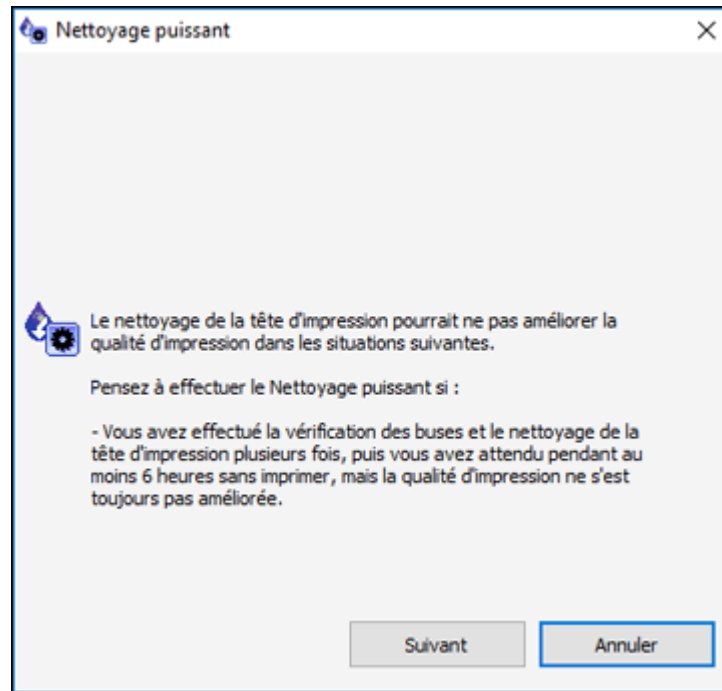 Nettoyage puissant
Le nettoyage de la tête d'impression pourrait ne pas améliorer la
qualité d'impression dans les situations suivantes.
Pensez à effectuer le Nettoyage puissant si :
- Vous avez effectué la vérification des buses et le nettoyage de la
tête d'impression plusieurs fois, puis vous avez attendu pendant au
moins 6 heures sans imprimer, mais la qualité d'impression ne s'est
toujours pas améliorée.
Suivant
Annuler